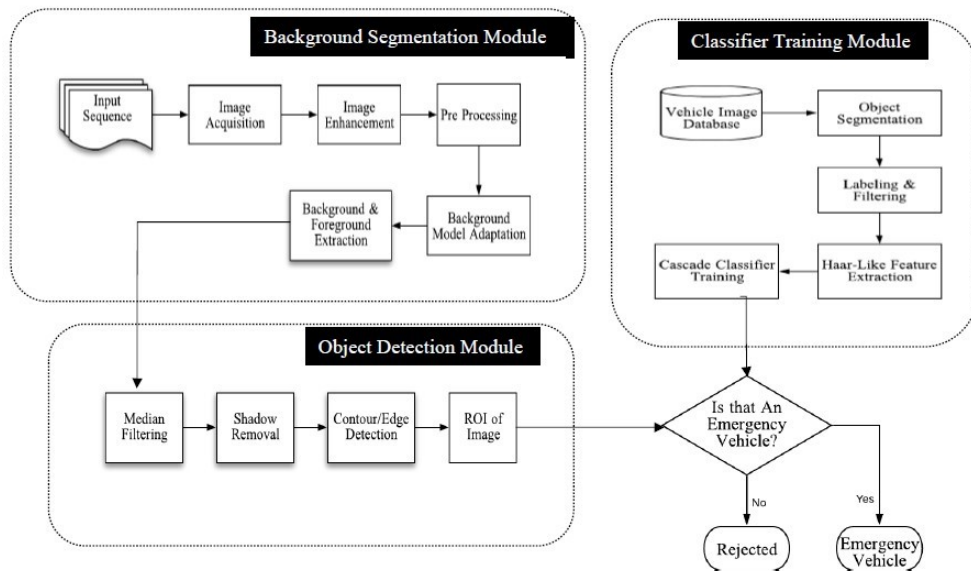 Background Segmentation Module
Input
Sequence
Image
Acquisition
Image
Enhancement
Pre Processing
Background &
Foreground
Extraction
Background
Model Adaptation
Classifier Training Module
Vehicle Image
Database
Object
Segmentation
Labeling &
Filtering
Cascade Classifier
Training
Haar-Like Feature
Extraction
Object Detection Module
Median
Filtering
Shadow
Removal
Contour/Edge
Detection
ROI of
Image
Is that An
Emergency
Vehicle?
No
Yes
Rejected
Emergency
Vehicle